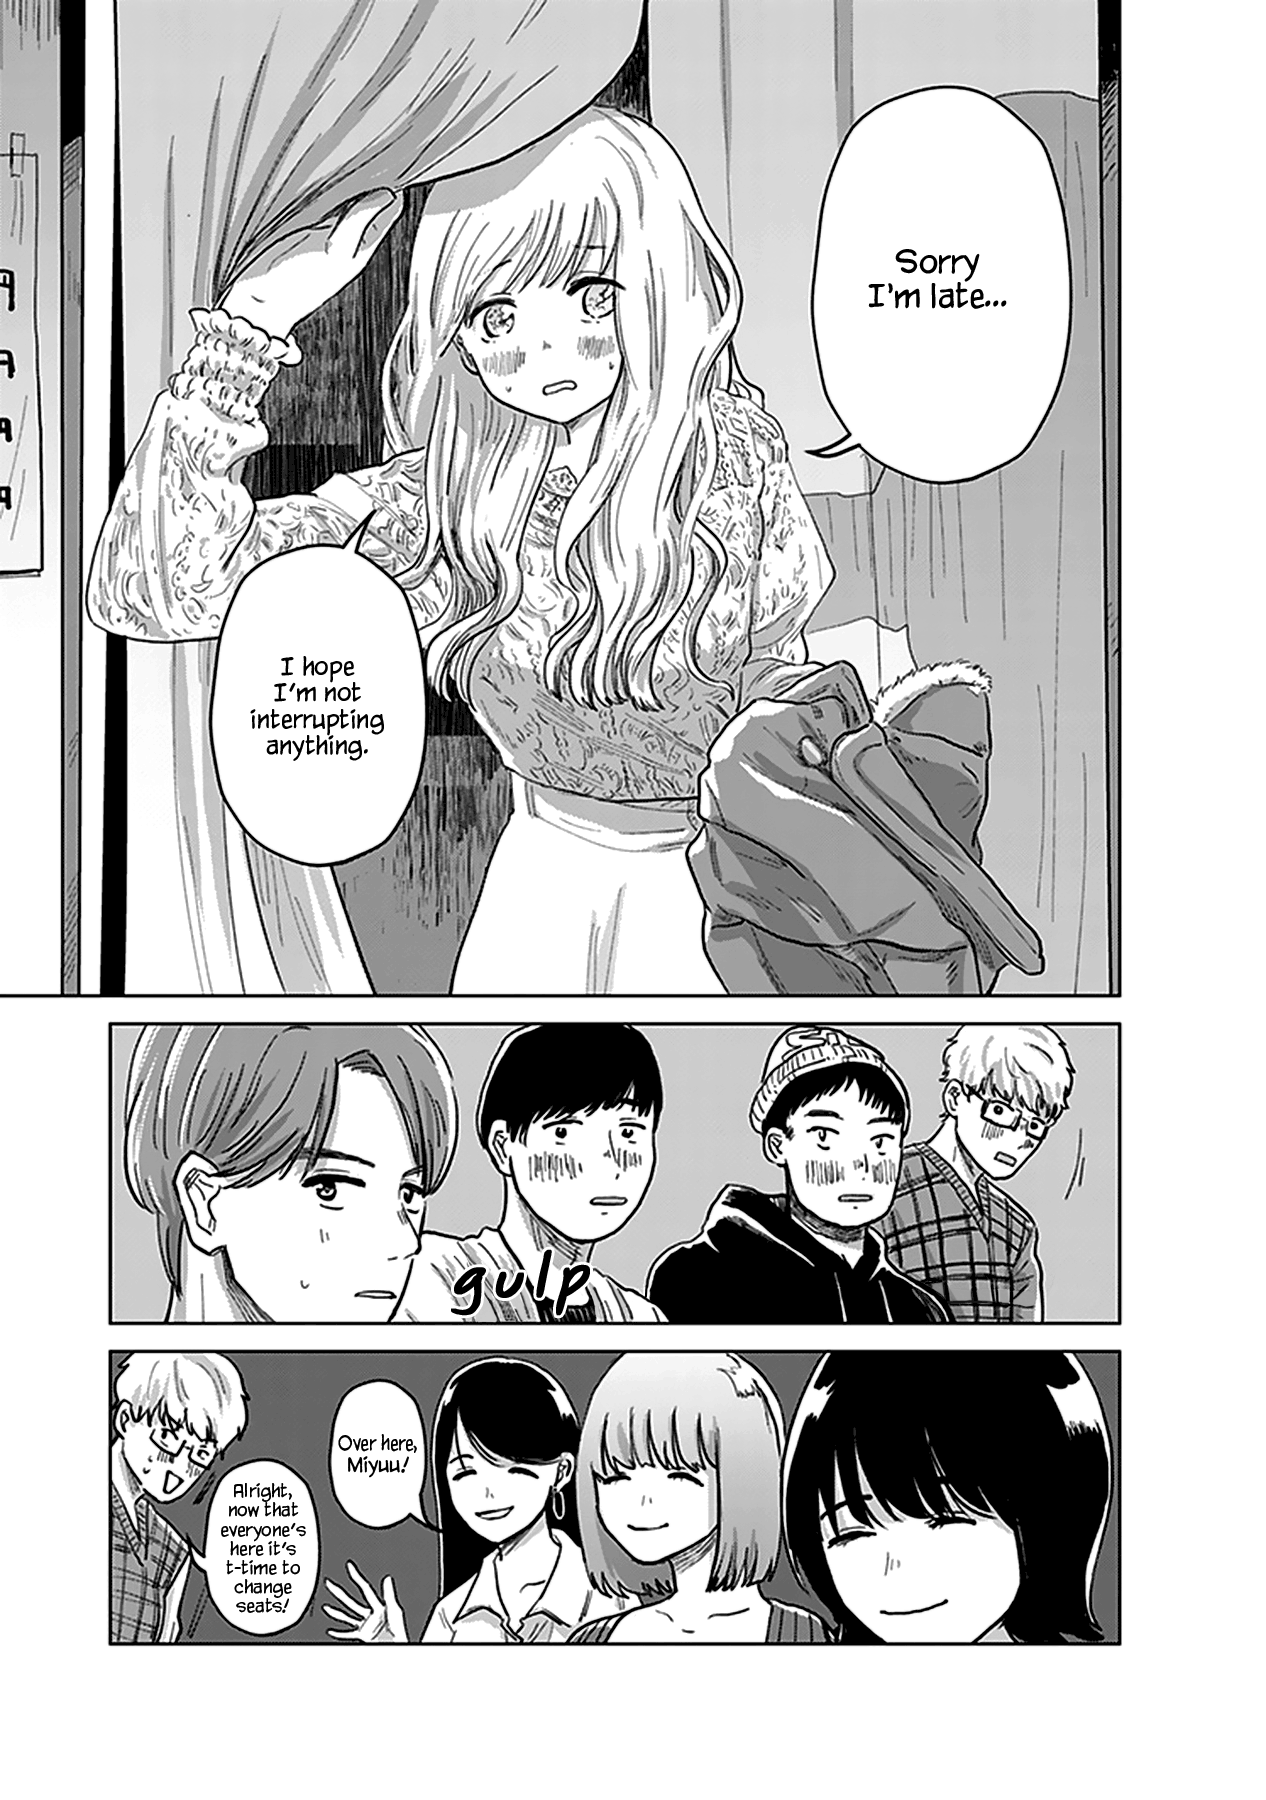 Sorry
I'm late...
I hope
I'm not
interrupting
anything.
gulp
Over here,
Miyuu!
Alright,
now that
everyone's
here it's
t-time to
change
seats!